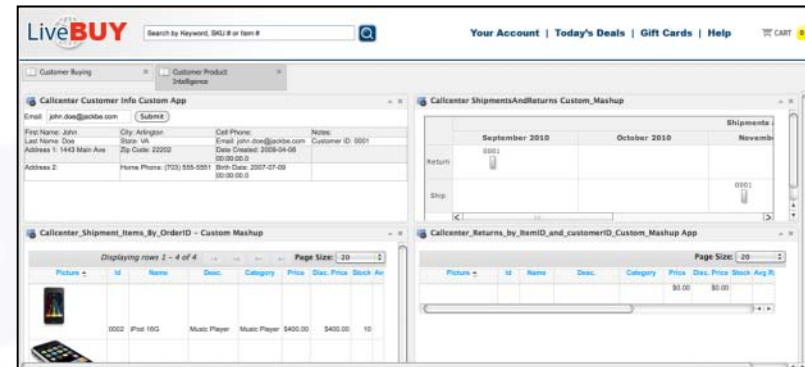 LiveBUY
Search by Keyword, SKU # or Item #
Your Account | Today's Deals | Gift Cards | Help
CART
Customer Buying
Customer Product
Intelligence
Callcenter Customer Info Custom App
Email: john.doe@jackbe.com Submit
First Name: John City: Arlington Cell Phone: Notes:
Last Name: Doe State: VA Email: john.doe@jackbe.com Customer ID: 0001
Address 1: 1443 Main Ave Zip Code: 22202 Date Created: 2008-04-08
00:00:00.0
Address 2: Home Phone: (703) 555-5551 Birth Date: 2007-07-09
00:00:00.0
Callcenter ShipmentsAndReturns Custom_Mashup
Shipments
September 2010 October 2010 Novemb
0001
Return
0001
Ship
Callcenter_Shipment_Items_By_OrderID - Custom Mashup
Displaying rows 1 - 4 of 4 Page Size: 20
Picture Id Name Desc. Category Price Disc. Price Stock Av
0002 iPod 16G Music Player Music Player $400.00 $400.00 10
Callcenter_Returns_by_ItemID_and_customerID_Custom_Mashup App
Page Size: 20
Picture Id Name Desc. Category Price Disc. Price Stock Avg R
$0.00 $0.00